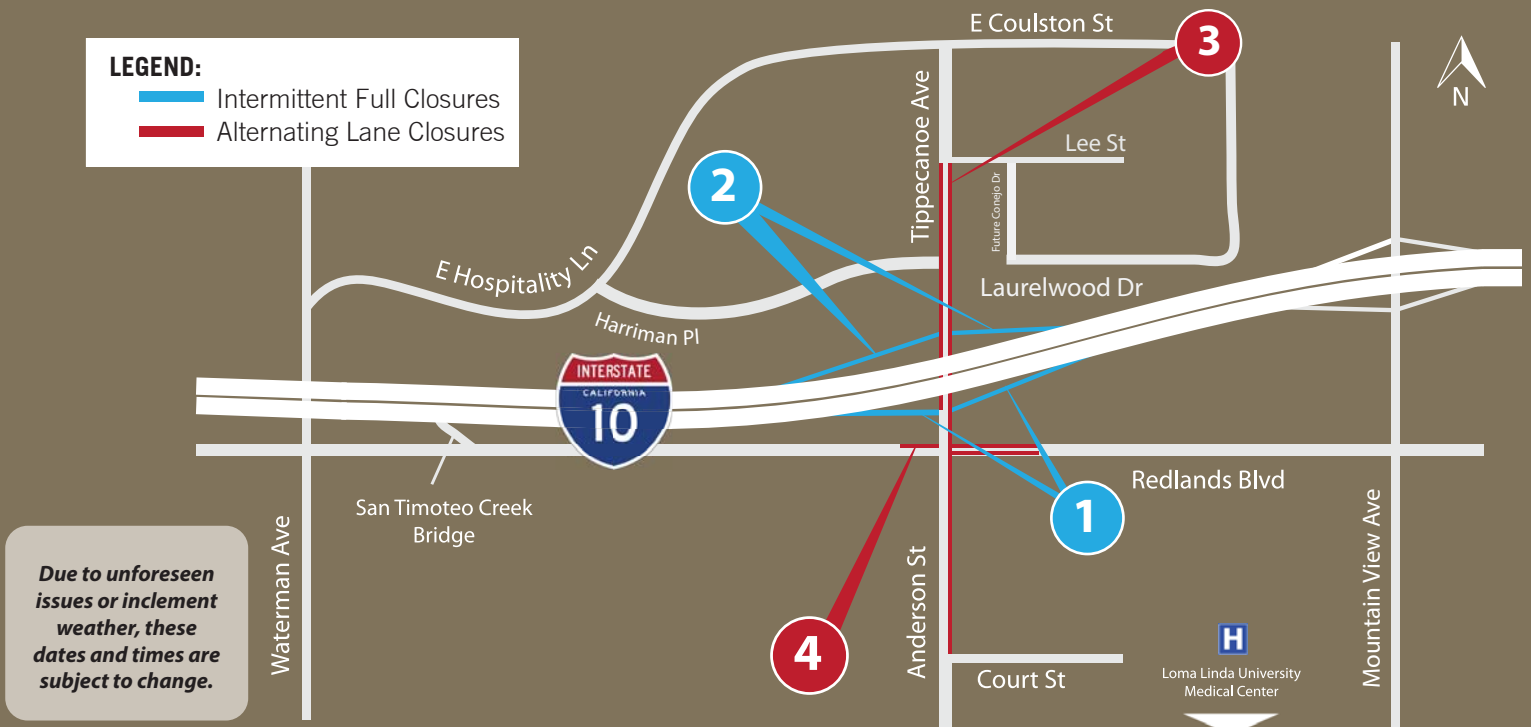 LEGEND:
Intermittent Full Closures
Alternating Lane Closures
E Coulston St
3
N
Tippecanoe Ave
Lee St
2
Future Conejo Dr
E Hospitality Ln
Laurelwood Dr
Harriman Pl
INTERSTATE
CALIFORNIA
10
San Timoteo Creek
Bridge
Redlands Blvd
1
Waterman Ave
Anderson St
Mountain View Ave
Due to unforeseen
issues or inclement
weather, these
dates and times are
subject to change.
4
Court St
H
Loma Linda University
Medical Center